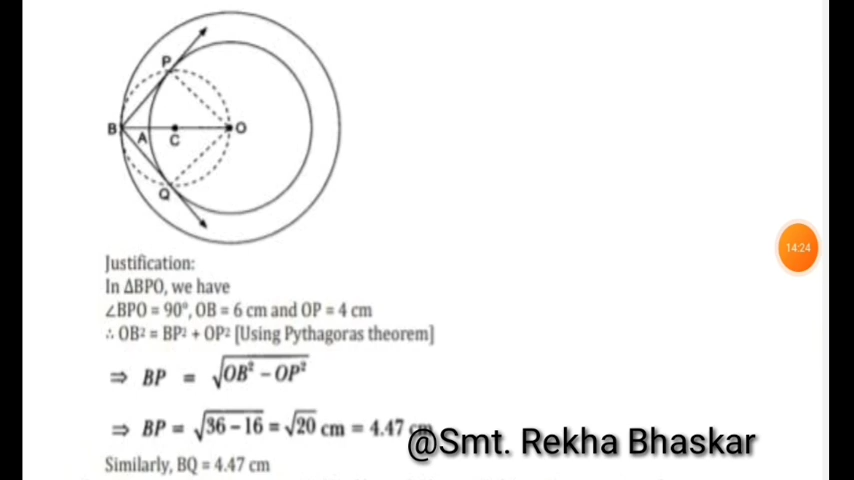 P
B
A
C
O
Q
14:24
Justification:
In ΔBPO, we have
∠BPO = 90°, OB = 6 cm and OP = 4 cm
∴ OB² = BP² + OP² [Using Pythagoras theorem]
⇒ BP = √(OB² – OP²)
⇒ BP = √(36 – 16) = √20 cm = 4.47 cm
@Smt. Rekha Bhaskar
Similarly, BQ = 4.47 cm